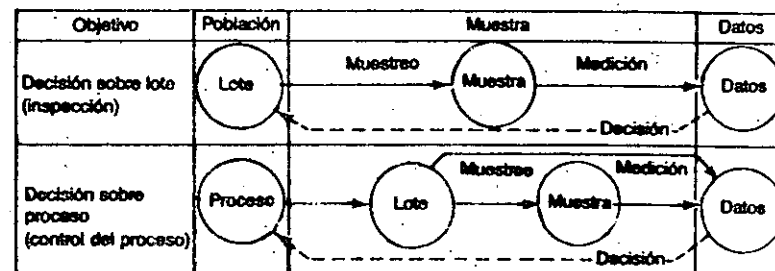 Objetivo Población Muestra Datos
Decisión sobre lote
(inspección)
Lote Muestreo Muestra Medición Datos
Decisión
Decisión sobre
proceso
(control del proceso)
Proceso Lote Muestreo Muestra Medición Datos
Decisión